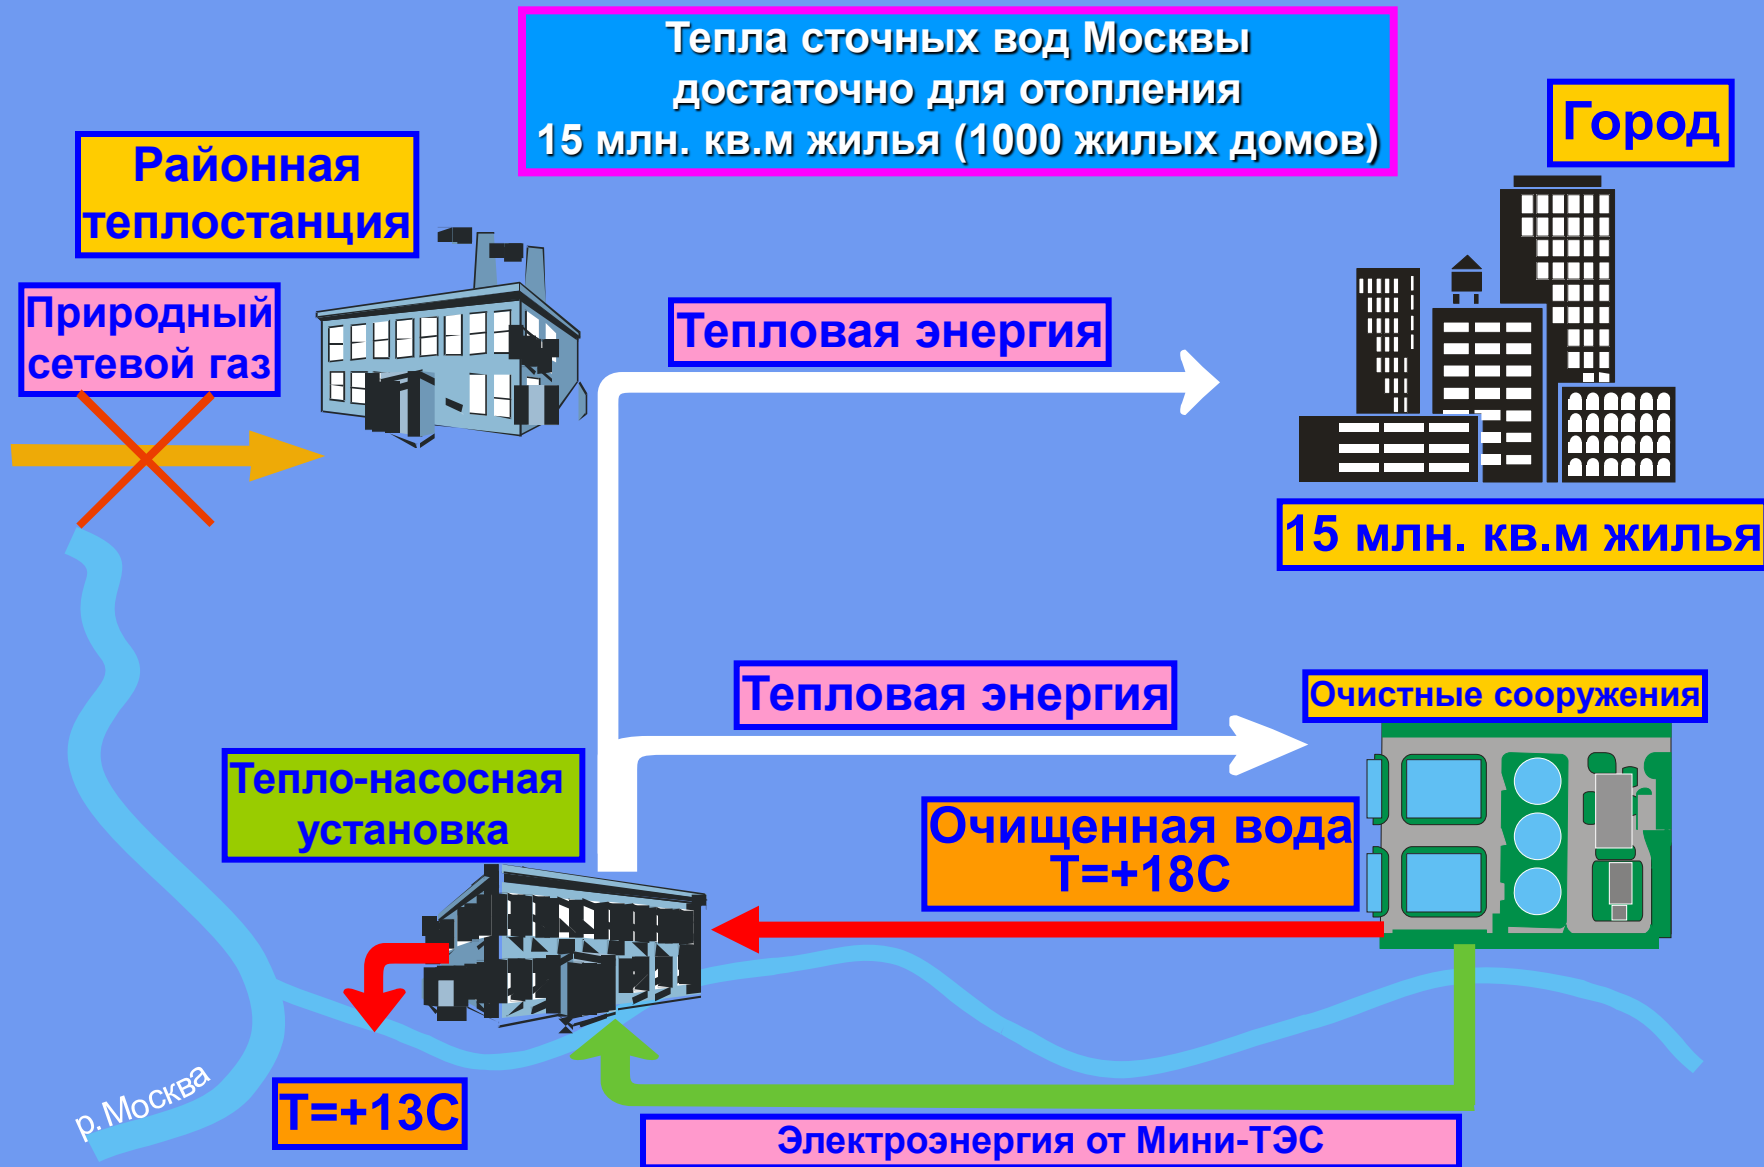 Тепла сточных вод Москвы
достаточно для отопления
15 млн. кв.м жилья (1000 жилых домов)
Город
Районная
теплостанция
Природный
сетевой газ
Тепловая энергия
15 млн. кв.м жилья
Тепловая энергия
Очистные сооружения
Тепло-насосная
установка
Очищенная вода
Т=+18С
р. Москва
Т=+13С
Электроэнергия от Мини-ТЭС